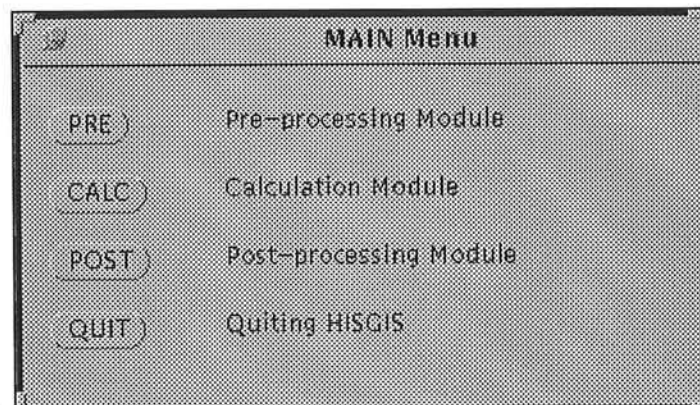 MAIN Menu
PRE Pre-processing Module
CALC Calculation Module
POST Post-processing Module
QUIT Quiting HISGIS